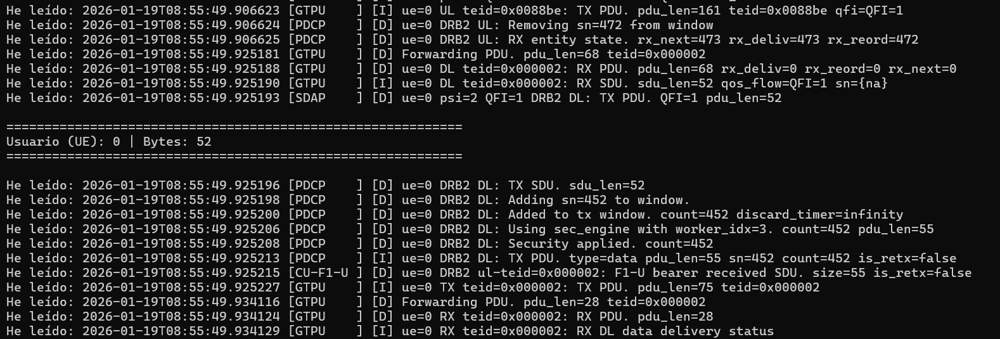 He leído: 2026-01-19T08:55:49.906623 [GTPU    ] [I] ue=0 UL teid=0x0088be: TX PDU. pdu_len=161 teid=0x0088be qfi=QFI=1
He leído: 2026-01-19T08:55:49.906624 [PDCP    ] [D] ue=0 DRB2 UL: Removing sn=472 from window
He leído: 2026-01-19T08:55:49.906625 [PDCP    ] [D] ue=0 DRB2 UL: RX entity state. rx_next=473 rx_deliv=473 rx_reord=472
He leído: 2026-01-19T08:55:49.925181 [GTPU    ] [D] Forwarding PDU. pdu_len=68 teid=0x000002
He leído: 2026-01-19T08:55:49.925188 [GTPU    ] [D] ue=0 DL teid=0x000002: RX PDU. pdu_len=68 rx_deliv=0 rx_reord=0 rx_next=0
He leído: 2026-01-19T08:55:49.925190 [GTPU    ] [I] ue=0 DL teid=0x000002: RX SDU. sdu_len=52 qos_flow=QFI=1 sn={na}
He leído: 2026-01-19T08:55:49.925193 [SDAP    ] [D] ue=0 psi=2 QFI=1 DRB2 DL: TX PDU. QFI=1 pdu_len=52
============================================================
Usuario (UE): 0 | Bytes: 52
============================================================
He leído: 2026-01-19T08:55:49.925196 [PDCP    ] [D] ue=0 DRB2 DL: TX SDU. sdu_len=52
He leído: 2026-01-19T08:55:49.925198 [PDCP    ] [D] ue=0 DRB2 DL: Adding sn=452 to window.
He leído: 2026-01-19T08:55:49.925200 [PDCP    ] [D] ue=0 DRB2 DL: Added to tx window. count=452 discard_timer=infinity
He leído: 2026-01-19T08:55:49.925206 [PDCP    ] [D] ue=0 DRB2 DL: Using sec_engine with worker_idx=3. count=452 pdu_len=55
He leído: 2026-01-19T08:55:49.925208 [PDCP    ] [D] ue=0 DRB2 DL: Security applied. count=452
He leído: 2026-01-19T08:55:49.925213 [PDCP    ] [I] ue=0 DRB2 DL: TX PDU. type=data pdu_len=55 sn=452 count=452 is_retx=false
He leído: 2026-01-19T08:55:49.925215 [CU-F1-U ] [D] ue=0 DRB2 ul-teid=0x000002: F1-U bearer received SDU. size=55 is_retx=false
He leído: 2026-01-19T08:55:49.925227 [GTPU    ] [I] ue=0 TX teid=0x000002: TX PDU. pdu_len=75 teid=0x000002
He leído: 2026-01-19T08:55:49.934116 [GTPU    ] [D] Forwarding PDU. pdu_len=28 teid=0x000002
He leído: 2026-01-19T08:55:49.934124 [GTPU    ] [D] ue=0 RX teid=0x000002: RX PDU. pdu_len=28
He leído: 2026-01-19T08:55:49.934129 [GTPU    ] [I] ue=0 RX teid=0x000002: RX DL data delivery status